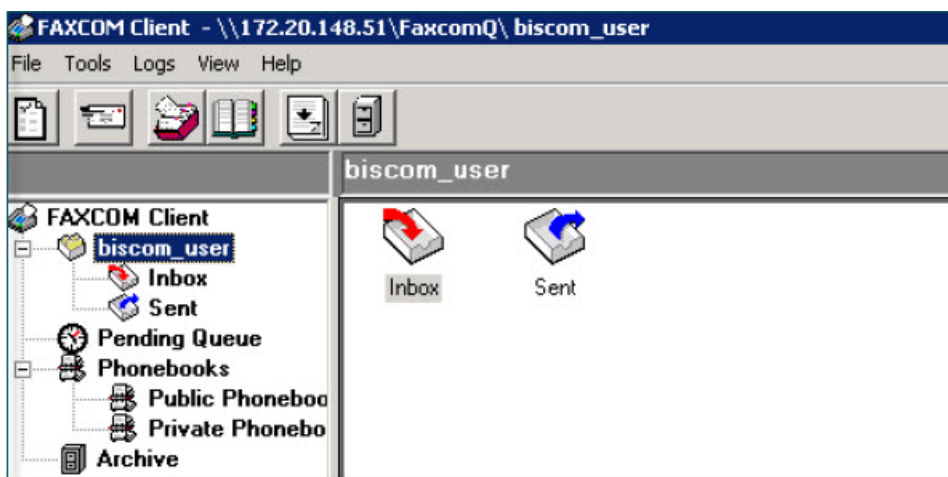 FAXCOM Client - \\172.20.148.51\FaxcomQ\ biscom_user
File Tools Logs View Help
biscom_user
FAXCOM Client
biscom_user
Inbox
Sent
Pending Queue
Phonebooks
Public Phoneboo
Private Phonebo
Archive
Inbox Sent